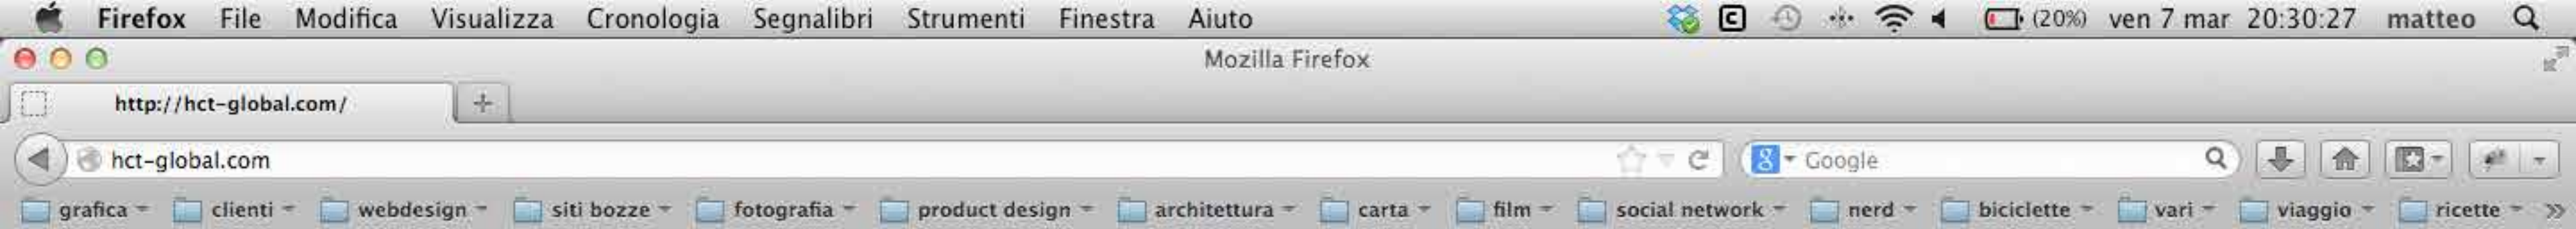 Firefox File Modifica Visualizza Cronologia Segnalibri Strumenti Finestra Aiuto (20%) ven 7 mar 20:30:27 matteo
Mozilla Firefox
http://hct-global.com/
hct-global.com Google
grafica clienti webdesign siti bozze fotografia product design architettura carta film social network nerd biciclette vari viaggio ricette